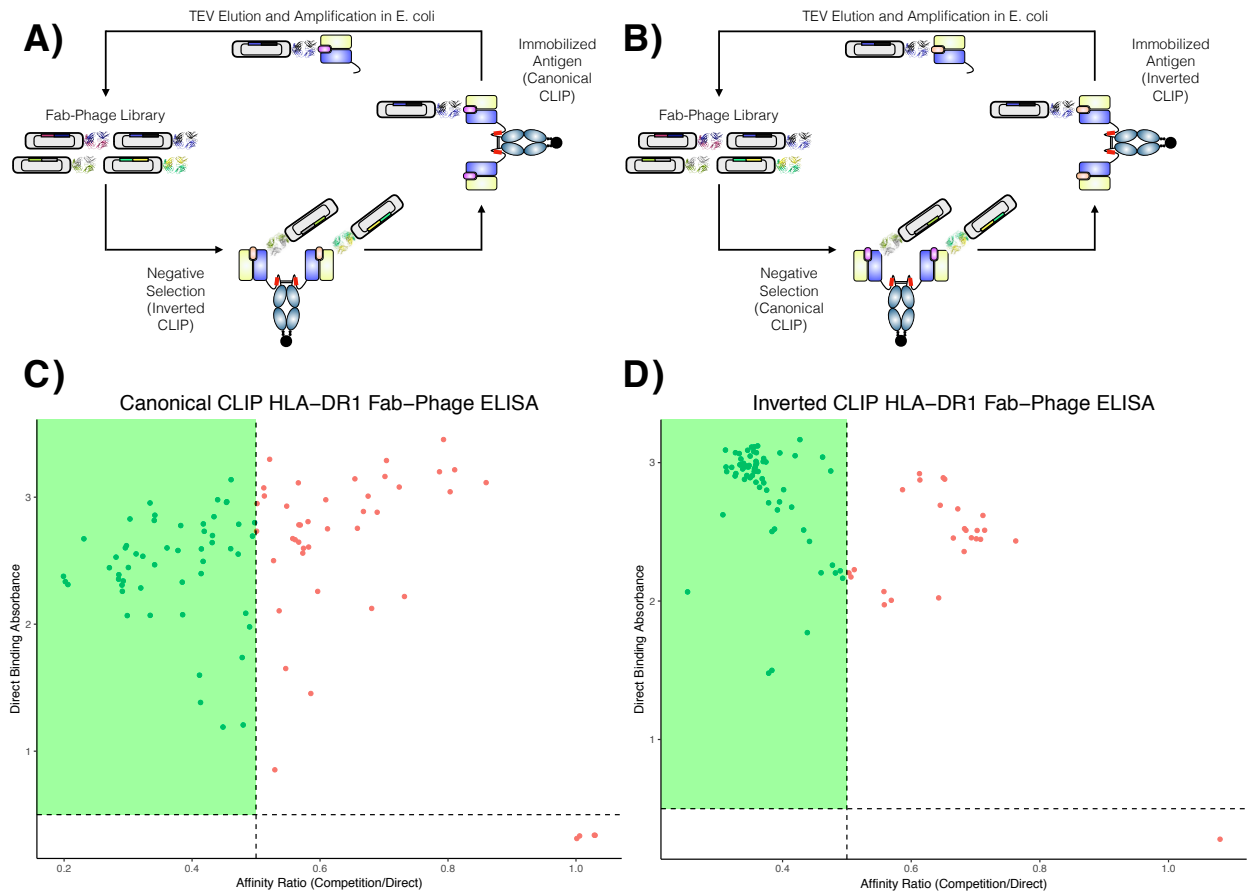 A)
TEV Elution and Amplification in E. coli
Immobilized
Antigen
(Canonical
CLIP)
Fab-Phage Library
Negative
Selection
(Inverted
CLIP)
B)
TEV Elution and Amplification in E. coli
Immobilized
Antigen
(Inverted
CLIP)
Fab-Phage Library
Negative
Selection
(Canonical
CLIP)
C)
Canonical CLIP HLA−DR1 Fab−Phage ELISA
Direct Binding Absorbance
3
2
1
0.2 0.4 0.6 0.8 1.0
Affinity Ratio (Competition/Direct)
D)
Inverted CLIP HLA−DR1 Fab−Phage ELISA
Direct Binding Absorbance
3
2
1
0.4 0.6 0.8 1.0
Affinity Ratio (Competition/Direct)